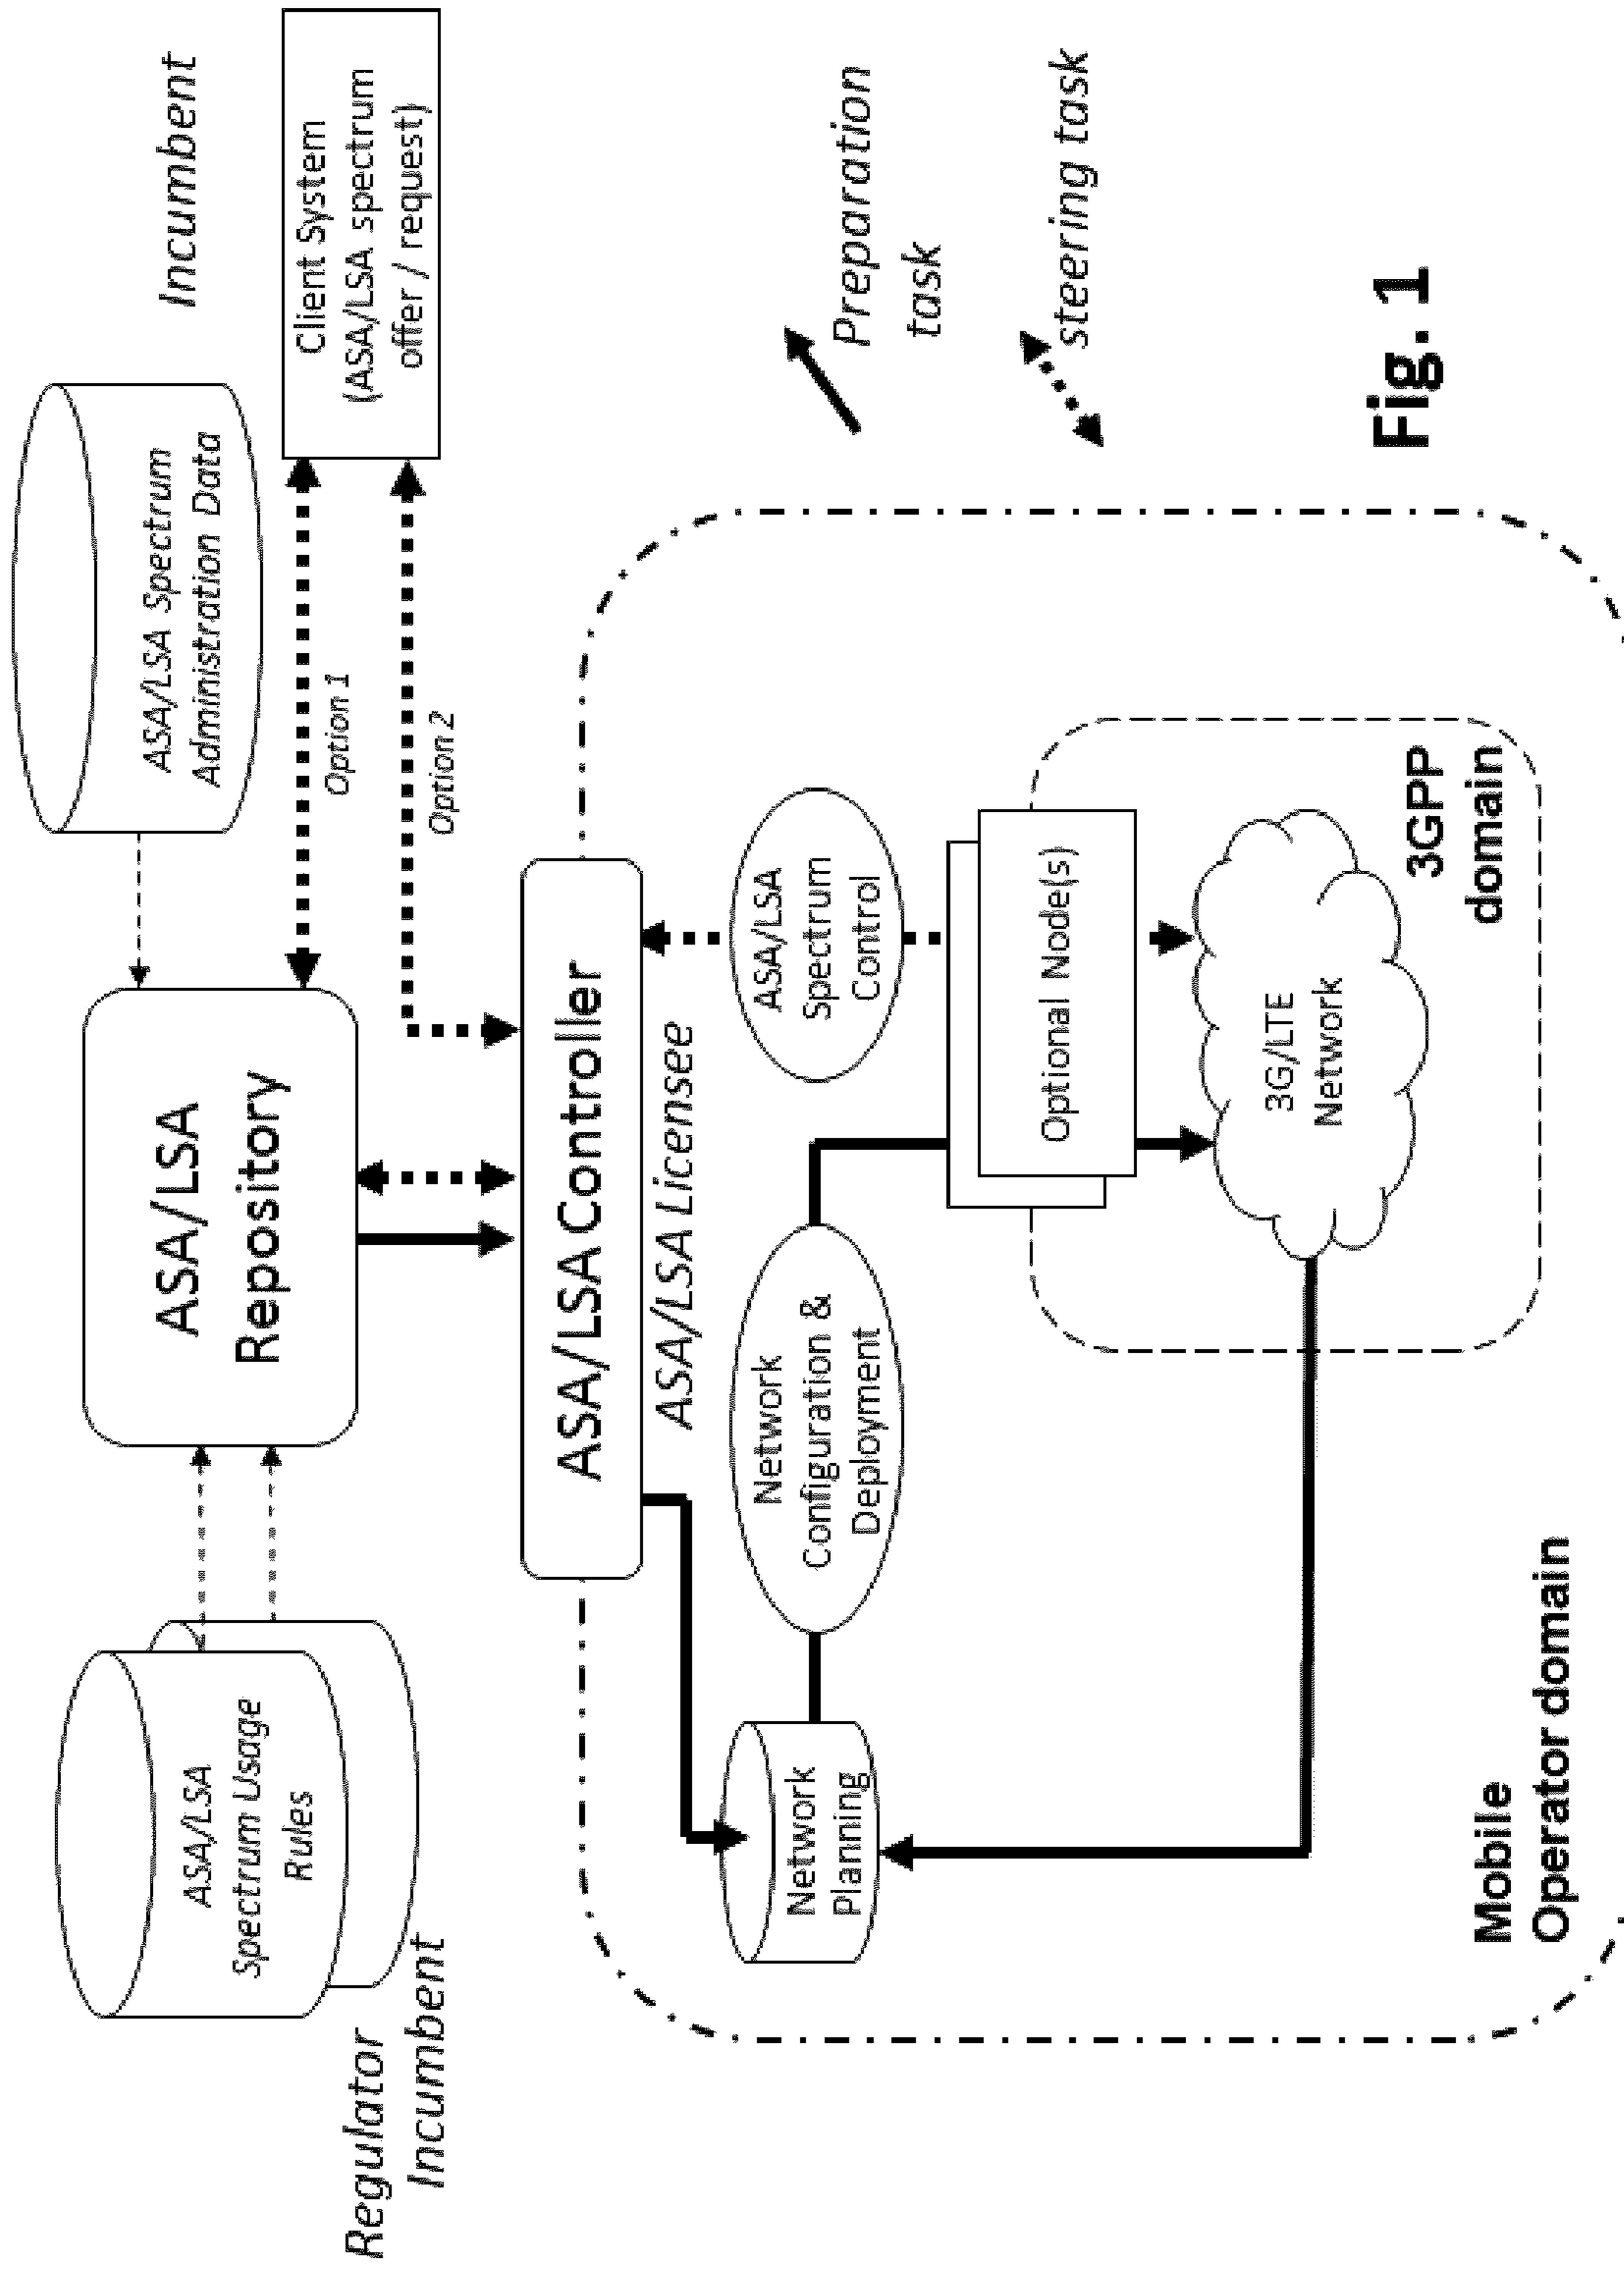 ASA/LSA
Spectrum Usage
Rules
Regulator
Incumbent
ASA/LSA
Repository
ASA/LSA Spectrum
Administration Data
Incumbent
Client System
(ASA/LSA spectrum
offer / request)
Option 1
Option 2
ASA/LSA Controller
ASA/LSA Licensee
Network
Planning
Network
Configuration &
Deployment
ASA/LSA
Spectrum
Control
Optional Node(s)
3G/LTE
Network
3GPP
domain
Mobile
Operator domain
Preparation
task
steering task
Fig. 1